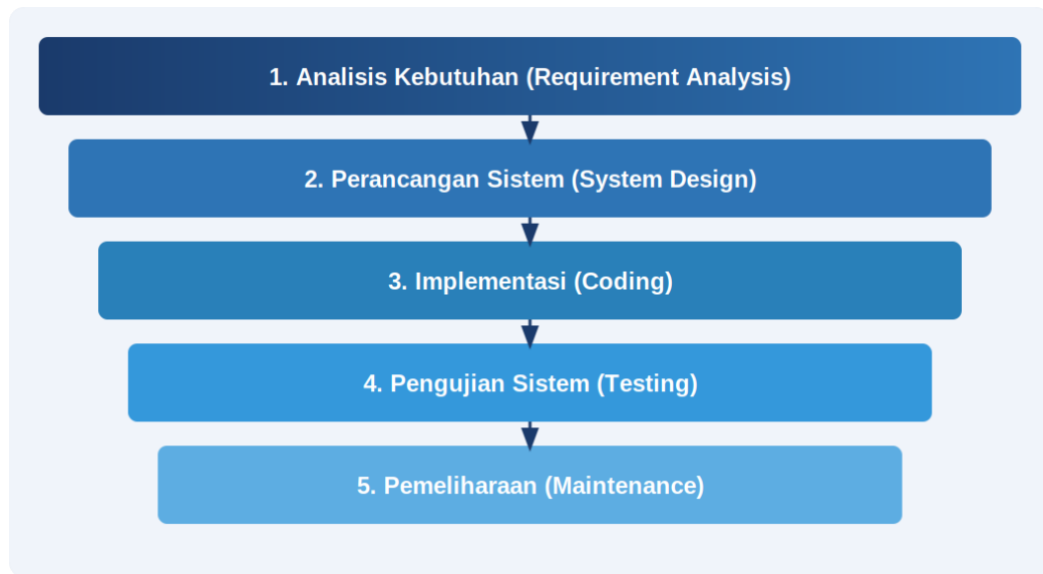 1. Analisis Kebutuhan (Requirement Analysis)
2. Perancangan Sistem (System Design)
3. Implementasi (Coding)
4. Pengujian Sistem (Testing)
5. Pemeliharaan (Maintenance)